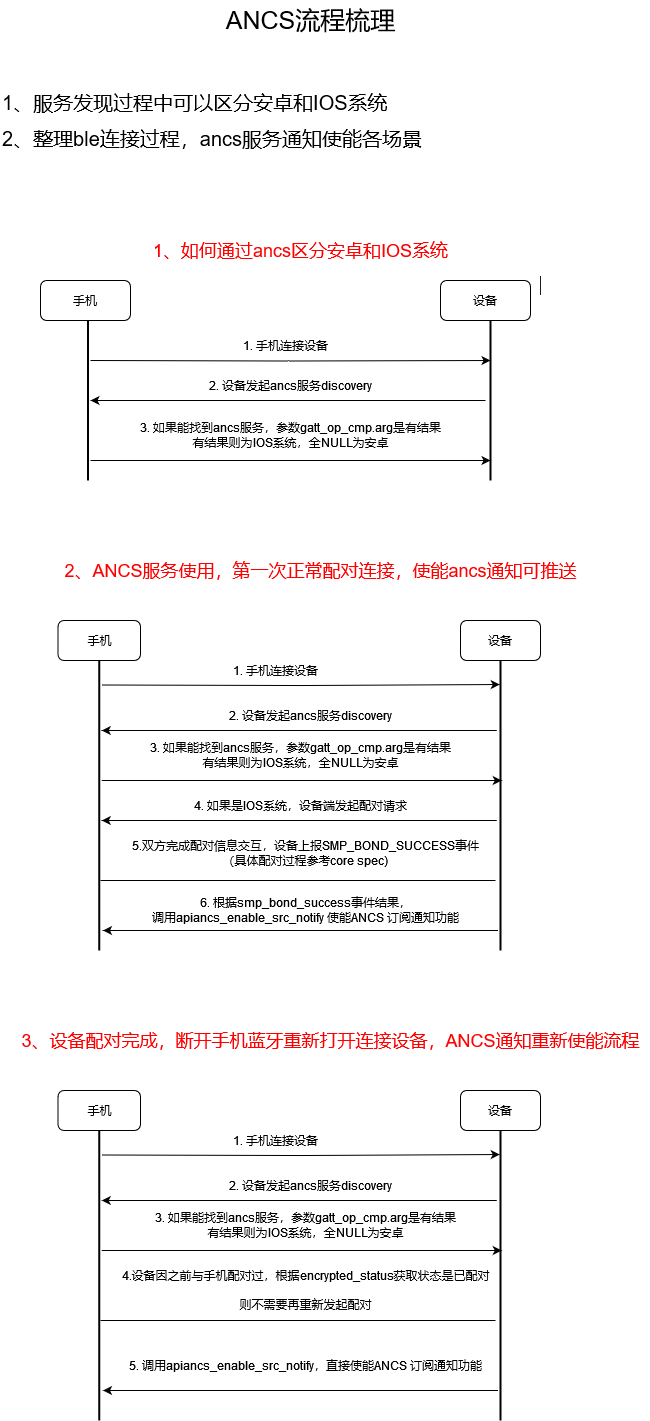 ANCS流程梳理
1、服务发现过程中可以区分安卓和IOS系统
2、整理ble连接过程，ancs服务通知使能各场景
1、如何通过ancs区分安卓和IOS系统
手机
设备
1. 手机连接设备
2. 设备发起ancs服务discovery
3. 如果能找到ancs服务，参数gatt_op_cmp.arg是有结果
有结果则为IOS系统，全NULL为安卓
2、ANCS服务使用，第一次正常配对连接，使能ancs通知可推送
手机
设备
1. 手机连接设备
2. 设备发起ancs服务discovery
3. 如果能找到ancs服务，参数gatt_op_cmp.arg是有结果
有结果则为IOS系统，全NULL为安卓
4. 如果是IOS系统，设备端发起配对请求
5.双方完成配对信息交互，设备上报SMP_BOND_SUCCESS事件
（具体配对过程参考core spec)
6. 根据smp_bond_success事件结果，
调用apiancs_enable_src_notify 使能ANCS 订阅通知功能
3、设备配对完成，断开手机蓝牙重新打开连接设备，ANCS通知重新使能流程
手机
设备
1. 手机连接设备
2. 设备发起ancs服务discovery
3. 如果能找到ancs服务，参数gatt_op_cmp.arg是有结果
有结果则为IOS系统，全NULL为安卓
4.设备因之前与手机配对过，根据encrypted_status获取状态是已配对
则不需要再重新发起配对
5. 调用apiancs_enable_src_notify，直接使能ANCS 订阅通知功能